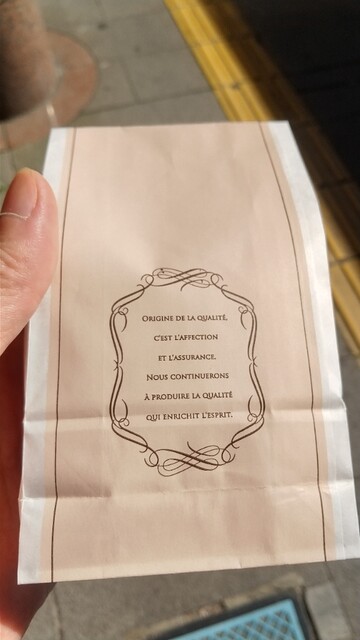 ORIGINE DE LA QUALITÉ,
C'EST L'AFFECTION
ET L'ASSURANCE.
NOUS CONTINUERONS
À PRODUIRE LA QUALITÉ
QUI ENRICHIT L'ESPRIT.